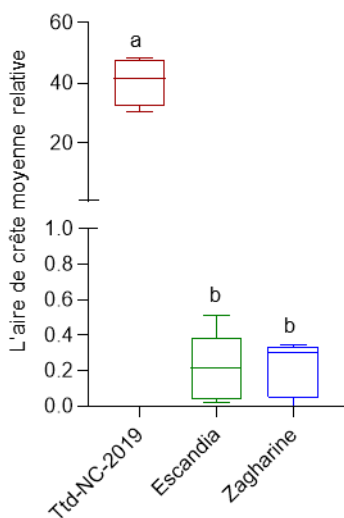 L'aire de crête moyenne relative
60
40
20
1.0
0.8
0.6
0.4
0.2
0.0
a
b
b
Ttd-NC-2019
Escandia
Zagharine